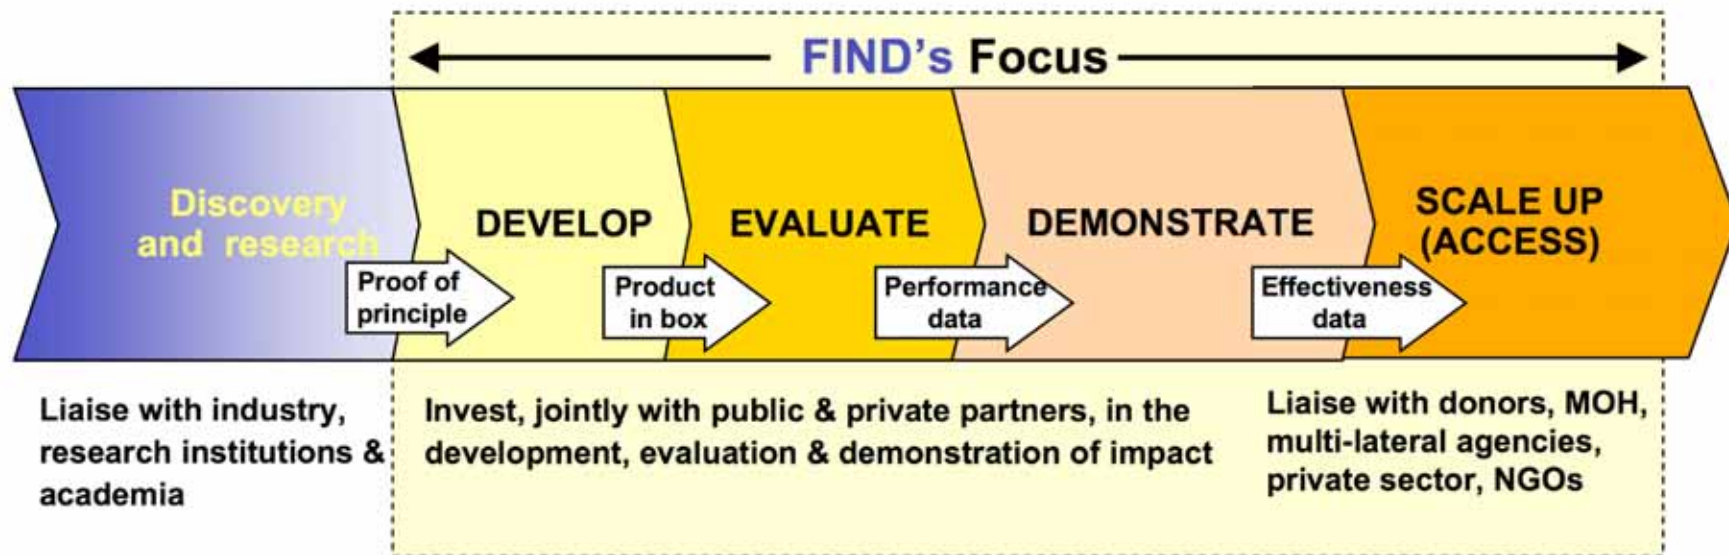 FIND's Focus
Discovery
and research
DEVELOP
EVALUATE
DEMONSTRATE
SCALE UP
(ACCESS)
Proof of
principle
Product
in box
Performance
data
Effectiveness
data
Liaise with industry,
research institutions &
academia
Invest, jointly with public & private partners, in the
development, evaluation & demonstration of impact
Liaise with donors, MOH,
multi-lateral agencies,
private sector, NGOs